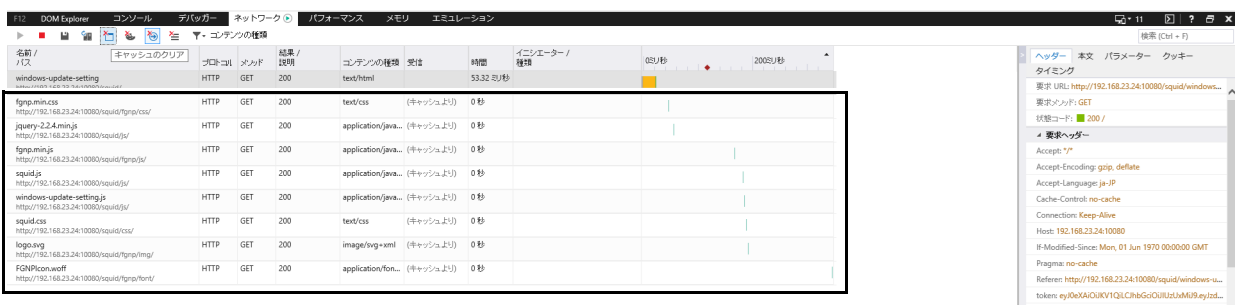 F12 DOM Explorer コンソール デバッガー ネットワーク パフォーマンス メモリ エミュレーション 11 ?
コンテンツの種類 検索 (Ctrl + F)
キャッシュのクリア
名前 /
パス プロトコル メソッド 結果 /
説明 コンテンツの種類 受信 時間 イニシエーター /
種類 0ミリ秒 200ミリ秒
windows-update-setting HTTP GET 200 text/html 53.32 ミリ秒
fgnp.min.css HTTP GET 200 text/css (キャッシュより) 0 秒
http://192.168.23.24:10080/squid/fgnp/css/
jquery-2.2.4.min.js HTTP GET 200 application/java... (キャッシュより) 0 秒
http://192.168.23.24:10080/squid/js/
fgnp.min.js HTTP GET 200 application/java... (キャッシュより) 0 秒
http://192.168.23.24:10080/squid/fgnp/js/
squid.js HTTP GET 200 application/java... (キャッシュより) 0 秒
http://192.168.23.24:10080/squid/js/
windows-update-setting.js HTTP GET 200 application/java... (キャッシュより) 0 秒
http://192.168.23.24:10080/squid/js/
squid.css HTTP GET 200 text/css (キャッシュより) 0 秒
http://192.168.23.24:10080/squid/css/
logo.svg HTTP GET 200 image/svg+xml (キャッシュより) 0 秒
http://192.168.23.24:10080/squid/fgnp/img/
FGNPIcon.woff HTTP GET 200 application/fon... (キャッシュより) 0 秒
http://192.168.23.24:10080/squid/fgnp/font/
ヘッダー 本文 パラメーター クッキー
タイミング
要求 URL: http://192.168.23.24:10080/squid/windows...
要求メソッド: GET
状態コード: 200 /
要求ヘッダー
Accept: */*
Accept-Encoding: gzip, deflate
Accept-Language: ja-JP
Cache-Control: no-cache
Connection: Keep-Alive
Host: 192.168.23.24:10080
If-Modified-Since: Mon, 01 Jun 1970 00:00:00 GMT
Pragma: no-cache
Referer: http://192.168.23.24:10080/squid/windows-u...